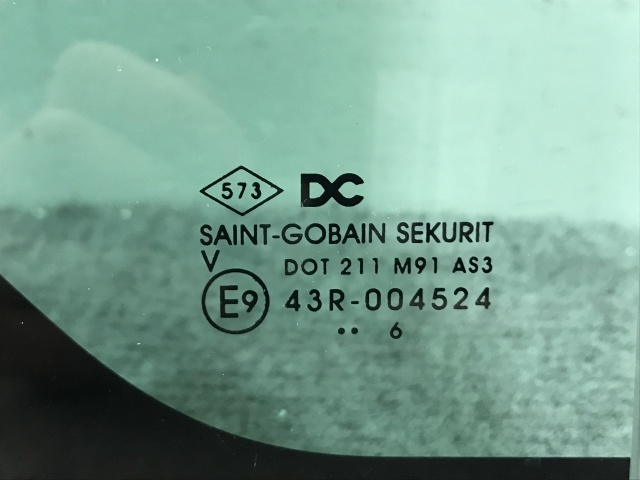 573 DC
SAINT-GOBAIN SEKURIT
V DOT 211 M91 AS3
E9 43R-004524
•• 6